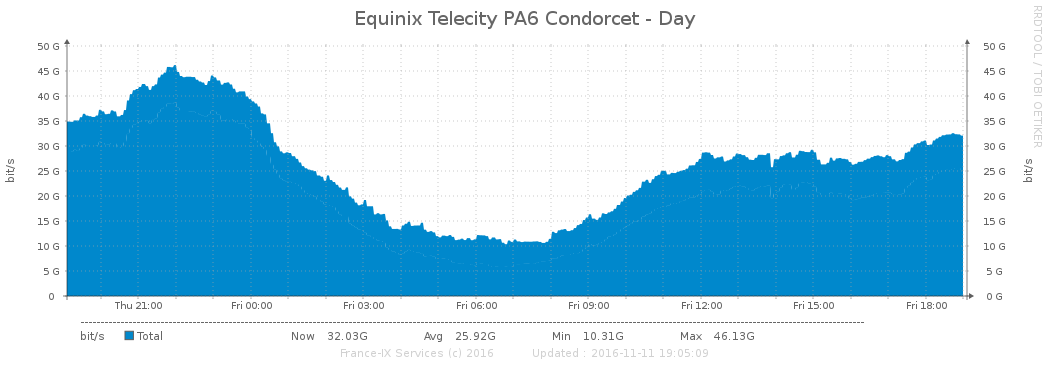 Equinix Telecity PA6 Condorcet - Day
RRDTOOL / TOBI OETIKER
50 G 50 G
45 G 45 G
40 G 40 G
35 G 35 G
30 G 30 G
25 G 25 G
20 G 20 G
15 G 15 G
10 G 10 G
5 G 5 G
0 0 G
bit/s bit/s
Thu 21:00 Fri 00:00 Fri 03:00 Fri 06:00 Fri 09:00 Fri 12:00 Fri 15:00 Fri 18:00
bit/s Total Now 32.03G Avg 25.92G Min 10.31G Max 46.13G
France-IX Services (c) 2016 Updated : 2016-11-11 19:05:09